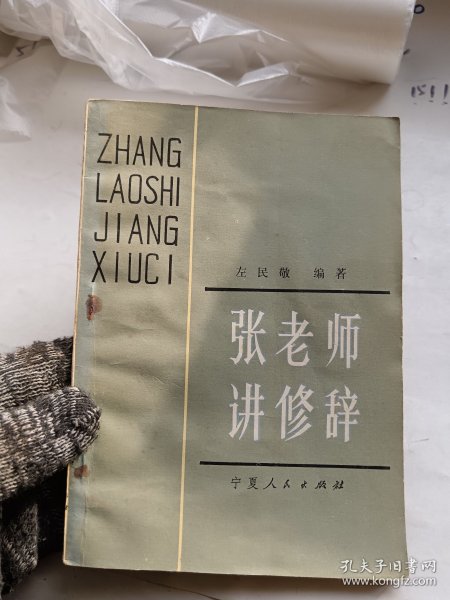 ZHANG
LAOSHI
JIANG
XIUCI
左民敬 编著
张老师
讲修辞
宁夏人民出版社
孔夫子旧书网
www.kongfz.com